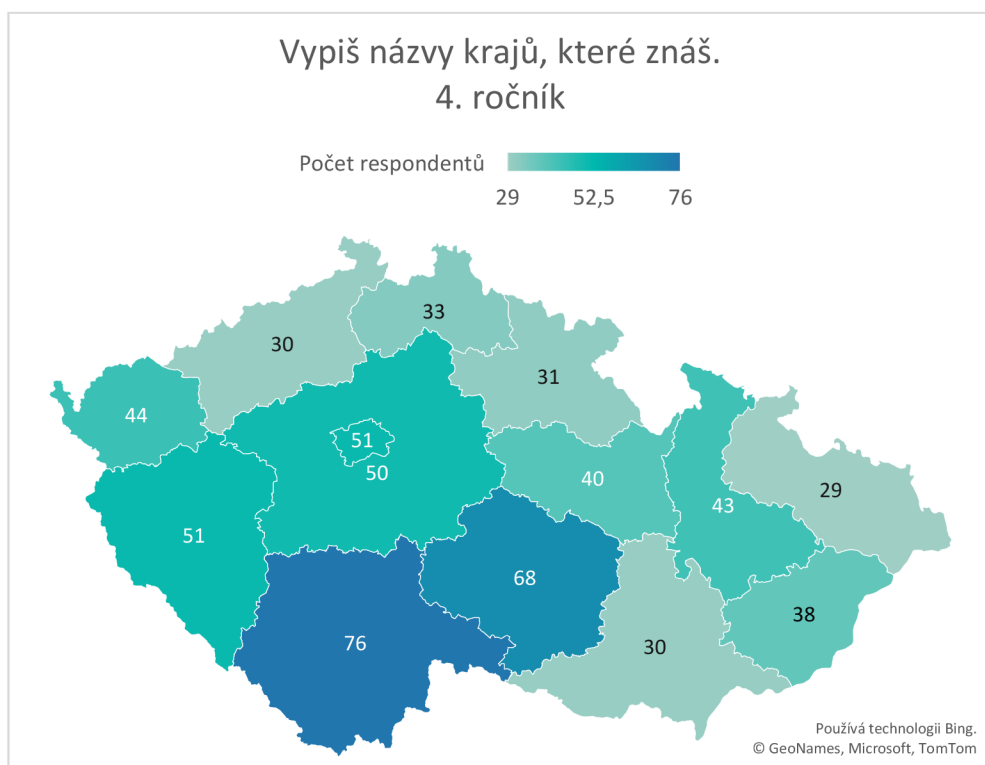 Vypiš názvy krajů, které znáš.
4. ročník
Počet respondentů
29 52,5 76
33
30
31
44
51
50
40
29
43
51
68
38
76
30
Používá technologii Bing.
© GeoNames, Microsoft, TomTom